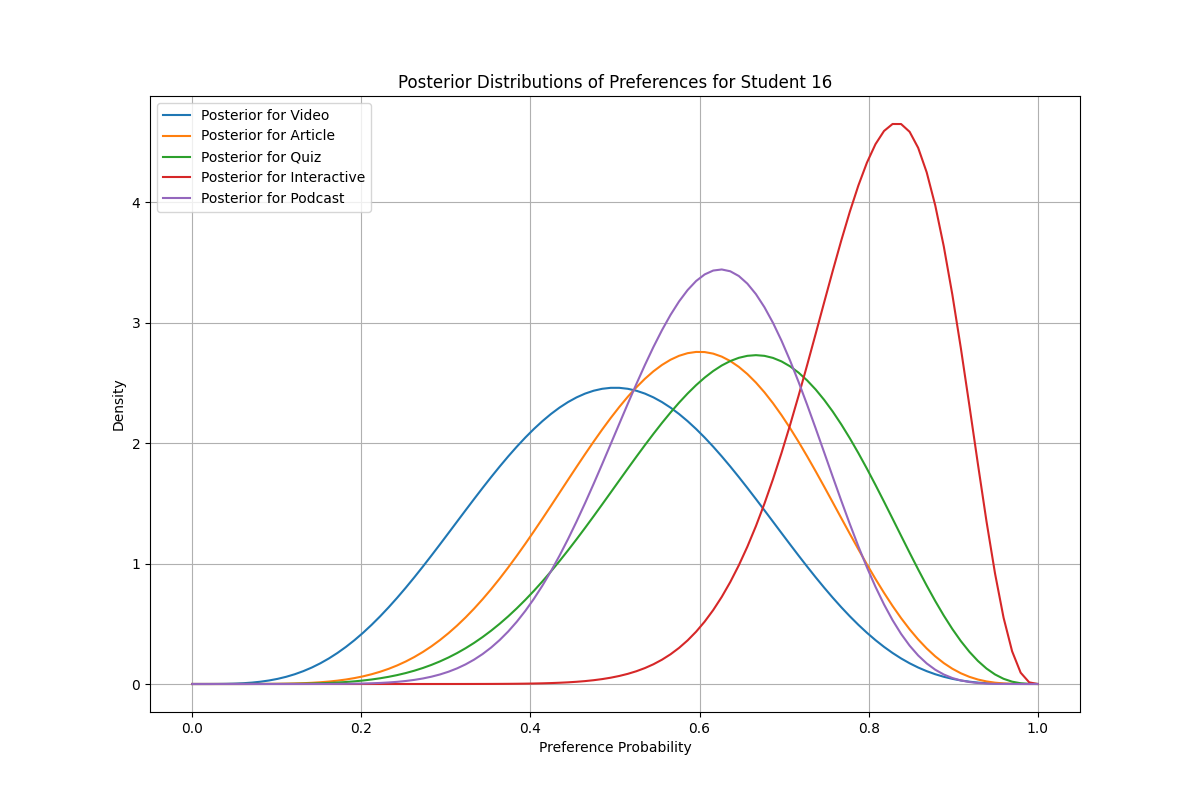 Posterior Distributions of Preferences for Student 16
Posterior for Video
Posterior for Article
Posterior for Quiz
Posterior for Interactive
Posterior for Podcast
4
3
2
1
0
Density
0.0 0.2 0.4 0.6 0.8 1.0
Preference Probability